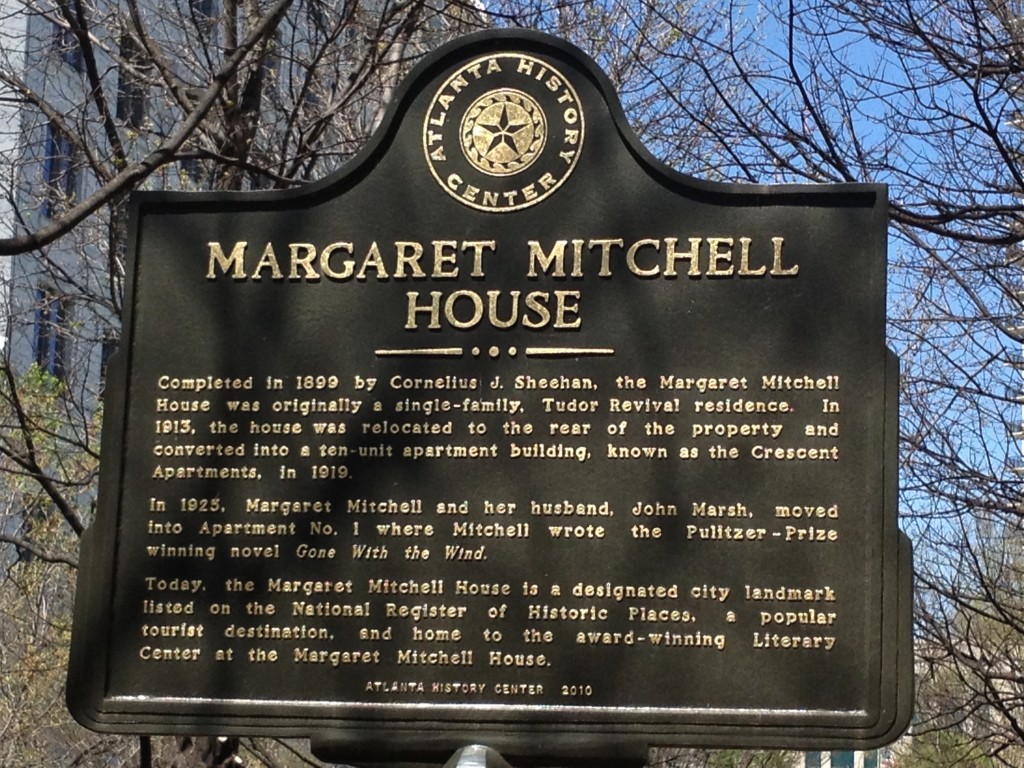 ATLANTA HISTORY CENTER
MARGARET MITCHELL
HOUSE
Completed in 1899 by Cornelius J. Sheehan, the Margaret Mitchell
House was originally a single-family, Tudor Revival residence. In
1913, the house was relocated to the rear of the property and
converted into a ten-unit apartment building, known as the Crescent
Apartments, in 1919.
In 1925, Margaret Mitchell and her husband, John Marsh, moved
into Apartment No. 1 where Mitchell wrote the Pulitzer-Prize
winning novel Gone With the Wind.
Today, the Margaret Mitchell House is a designated city landmark
listed on the National Register of Historic Places, a popular
tourist destination, and home to the award-winning Literary
Center at the Margaret Mitchell House.
ATLANTA HISTORY CENTER 2010